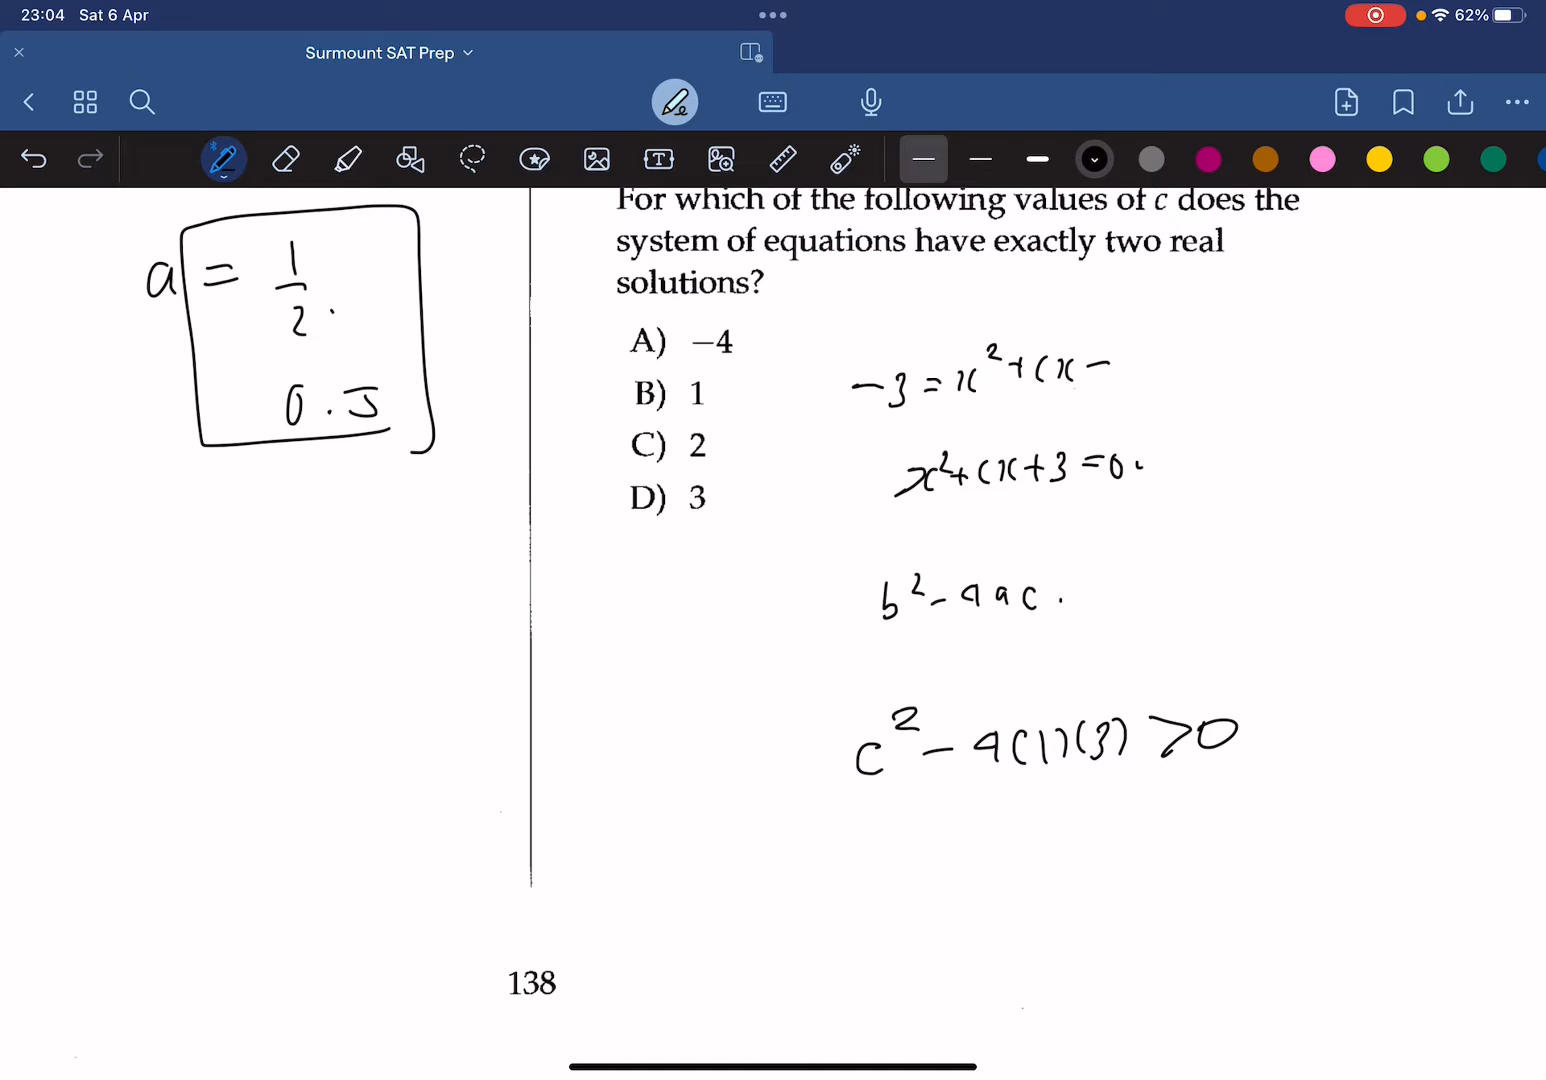 23:04 Sat 6 Apr
62%
Surmount SAT Prep
a = 1/2.
0.5
For which of the following values of c does the
system of equations have exactly two real
solutions?
A) −4
B) 1
C) 2
D) 3
-3 = x² + cx -
x² + cx + 3 = 0.
b² - 4ac.
c² - 4(1)(3) > 0
138